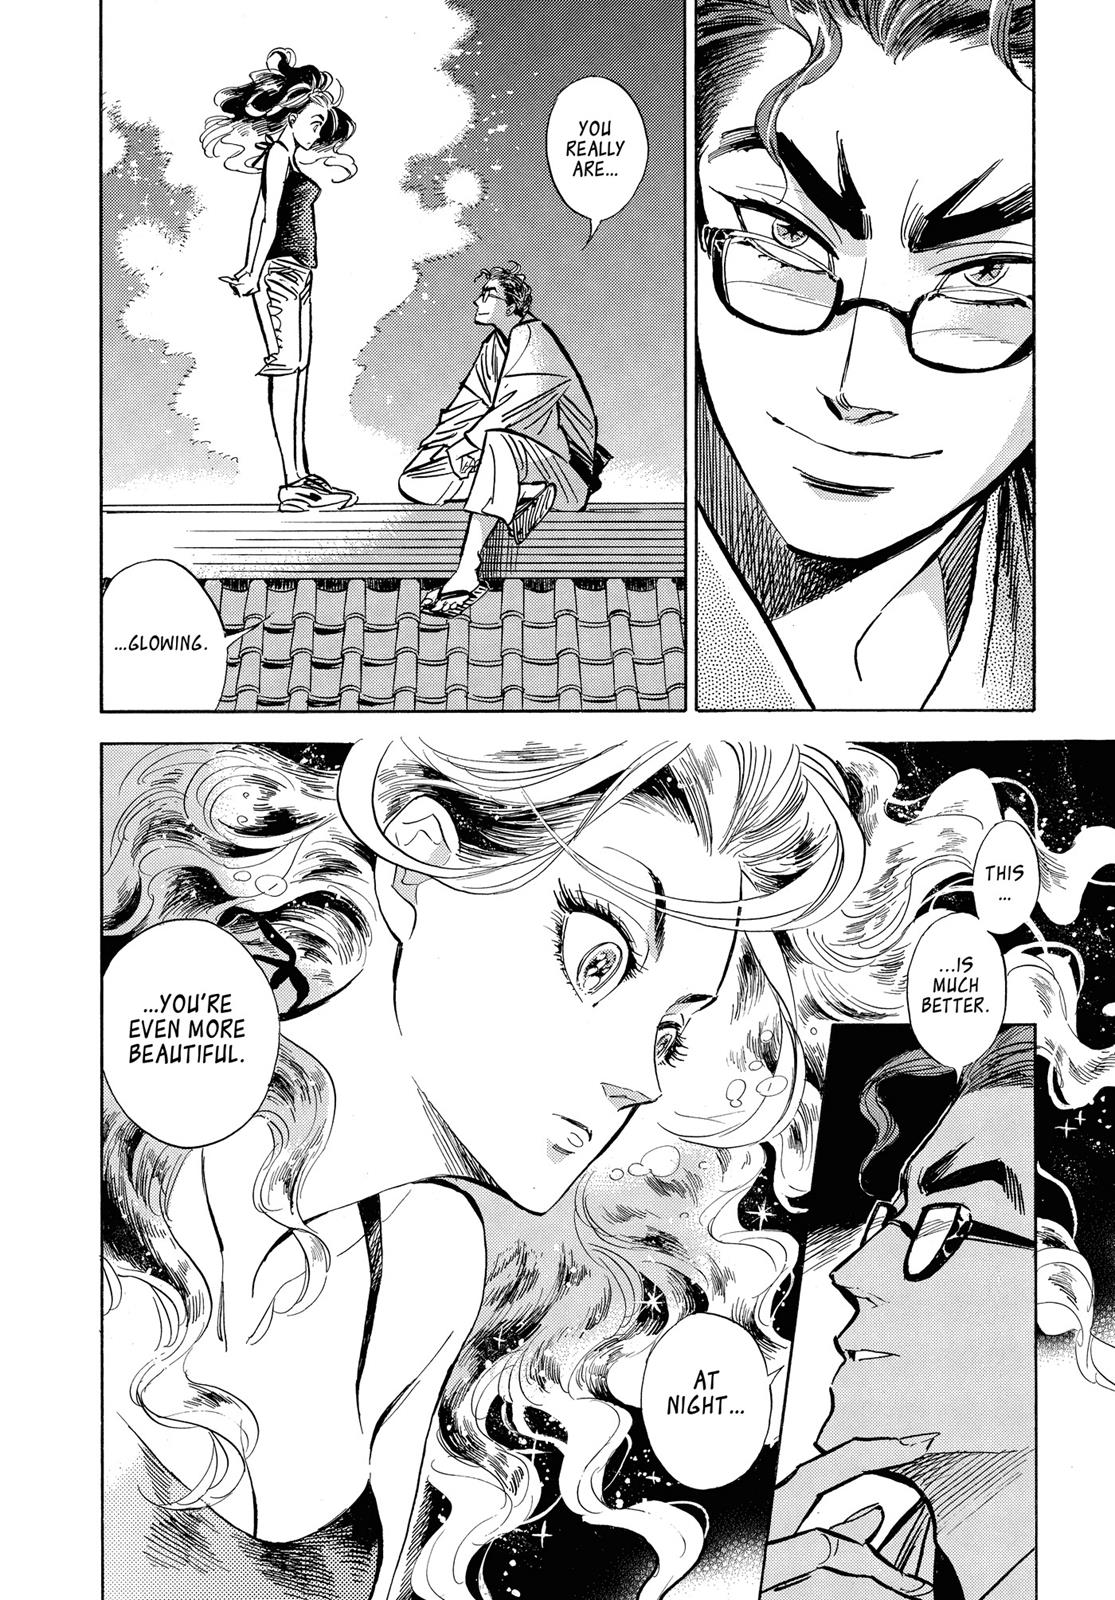 YOU
REALLY
ARE...
...GLOWING.
THIS
...
...IS
MUCH
BETTER.
AT
NIGHT...
...YOU'RE
EVEN MORE
BEAUTIFUL.